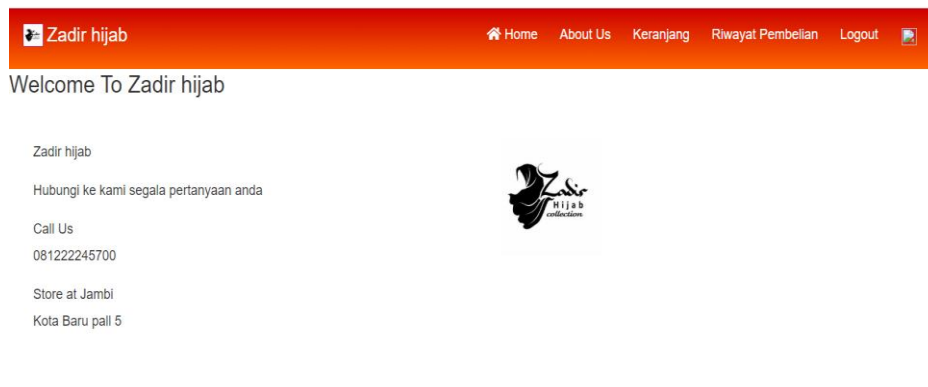 Zadir hijab
Home About Us Keranjang Riwayat Pembelian Logout
Welcome To Zadir hijab
Zadir hijab
Hubungi ke kami segala pertanyaan anda
Call Us
081222245700
Store at Jambi
Kota Baru pall 5
Zadir
Hijab
collection